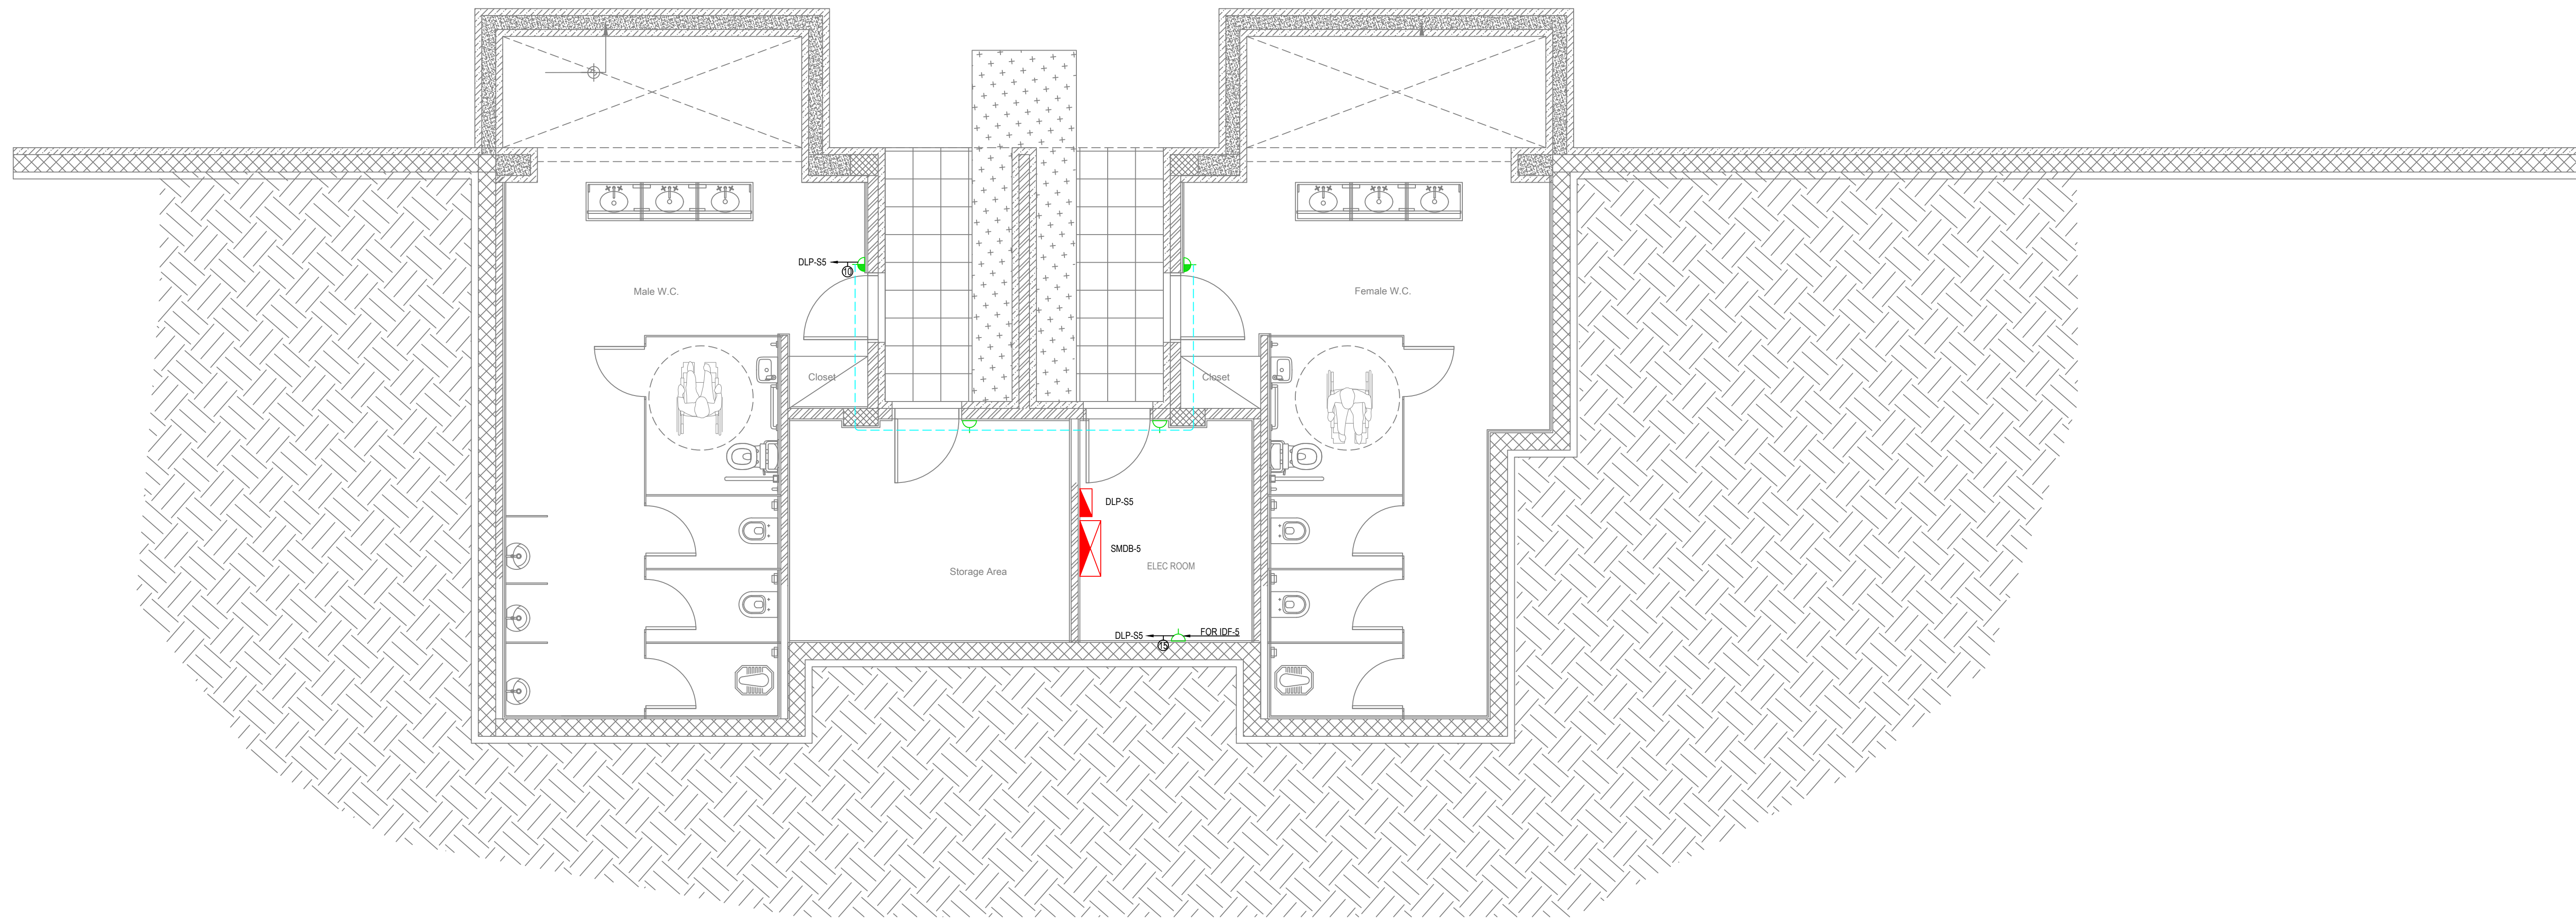 DLP-S5
10
Male W.C.
Female W.C.
Closet
Closet
DLP-S5
SMDB-5
ELEC ROOM
Storage Area
DLP-S5
15
FOR IDF-5